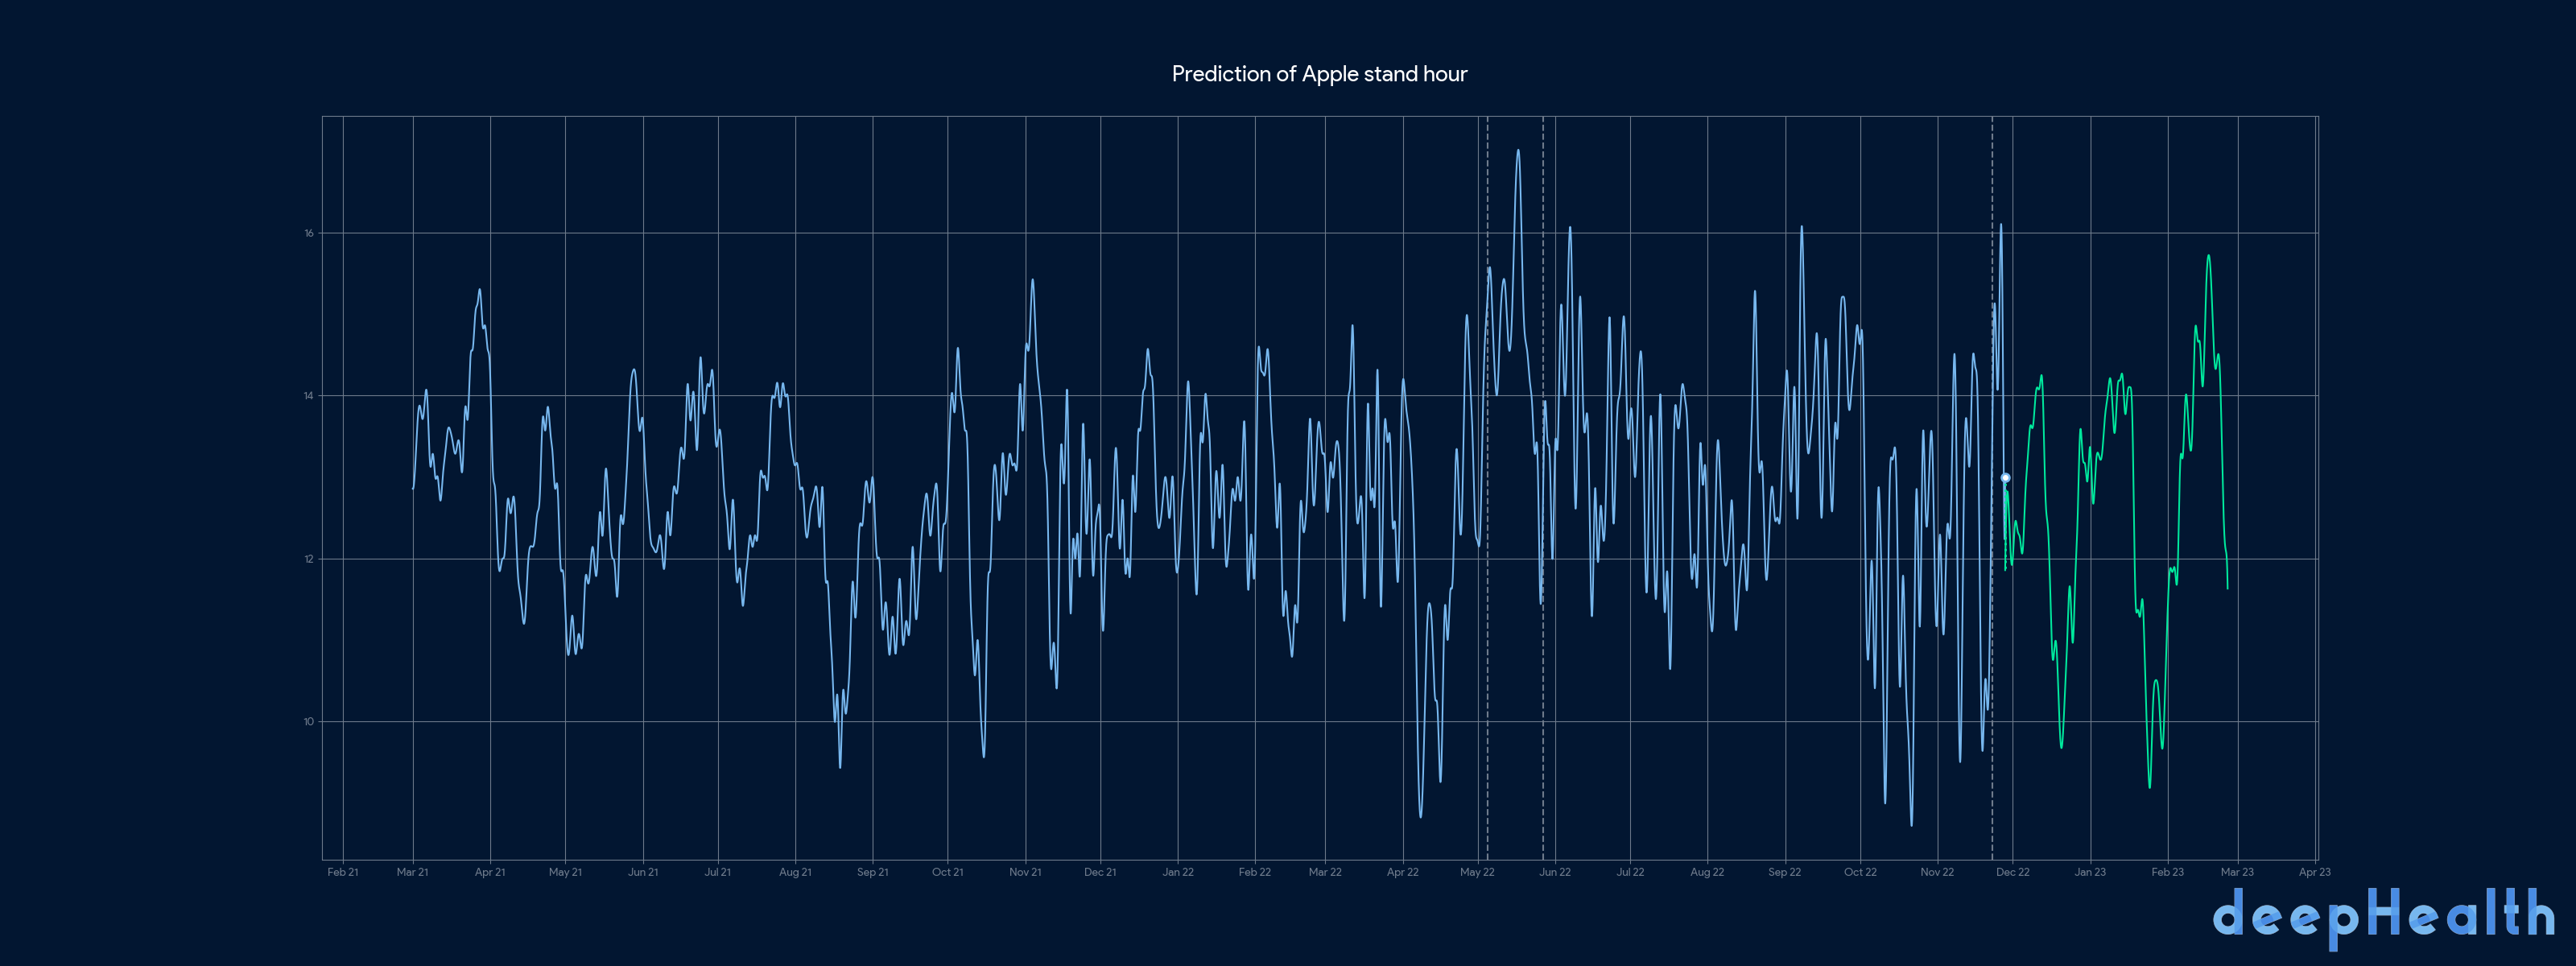 Prediction of Apple stand hour
16
14
12
10
Feb 21 Mar 21 Apr 21 May 21 Jun 21 Jul 21 Aug 21 Sep 21 Oct 21 Nov 21 Dec 21 Jan 22 Feb 22 Mar 22 Apr 22 May 22 Jun 22 Jul 22 Aug 22 Sep 22 Oct 22 Nov 22 Dec 22 Jan 23 Feb 23 Mar 23 Apr 23
deepHealth